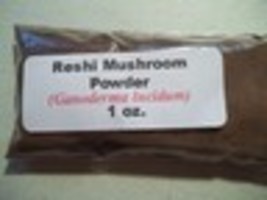 Reshi Mushroom
Powder
(Ganoderma lucidum)
1 oz.